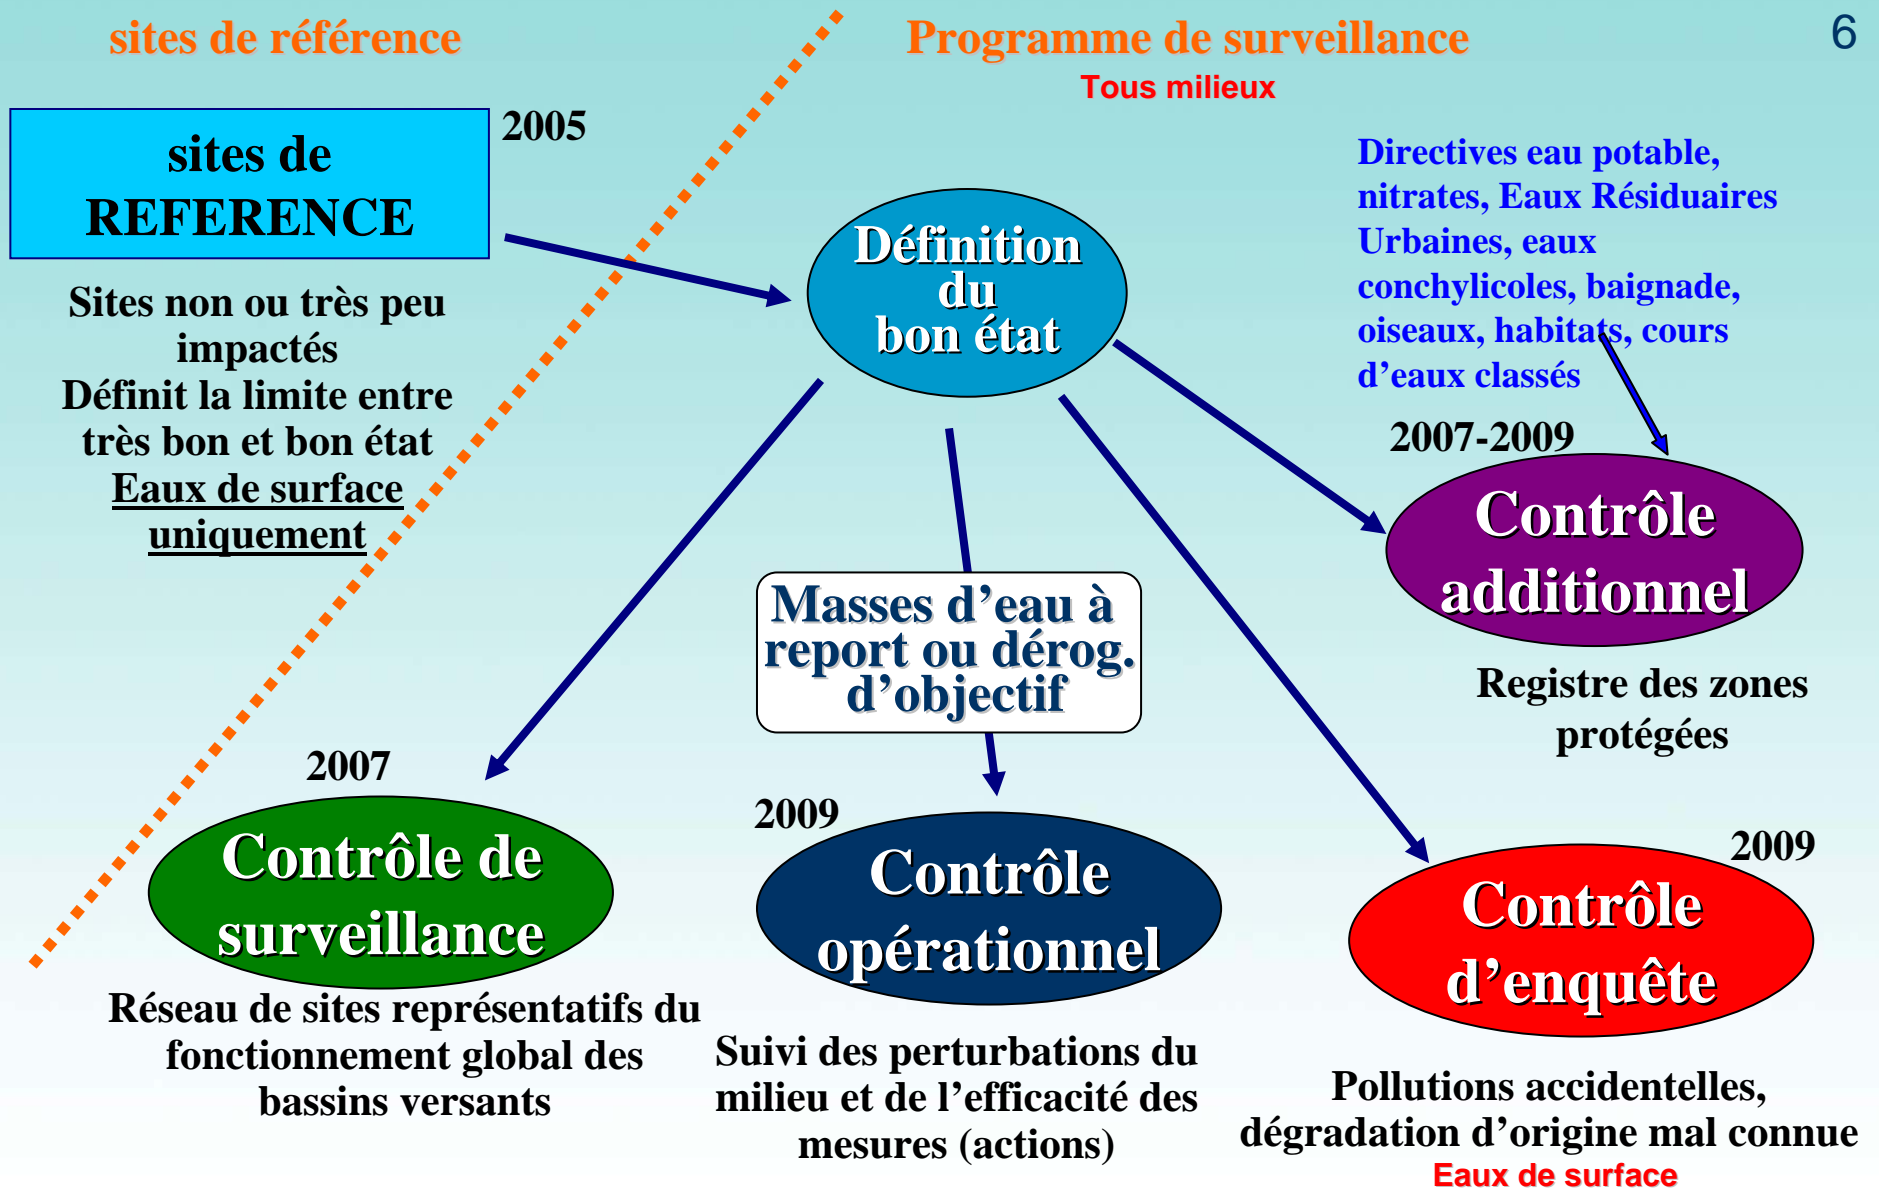 sites de référence
Programme de surveillance
6
Tous milieux
sites de
REFERENCE
2005
Sites non ou très peu
impactés
Définit la limite entre
très bon et bon état
Eaux de surface
uniquement
Définition
du
bon état
Directives eau potable,
nitrates, Eaux Résiduaires
Urbaines, eaux
conchylicoles, baignade,
oiseaux, habitats, cours
d’eaux classés
2007-2009
Contrôle
additionnel
Registre des zones
protégées
Masses d’eau à
report ou dérog.
d’objectif
2007
Contrôle de
surveillance
Réseau de sites représentatifs du
fonctionnement global des
bassins versants
2009
Contrôle
opérationnel
Suivi des perturbations du
milieu et de l’efficacité des
mesures (actions)
2009
Contrôle
d’enquête
Pollutions accidentelles,
dégradation d’origine mal connue
Eaux de surface